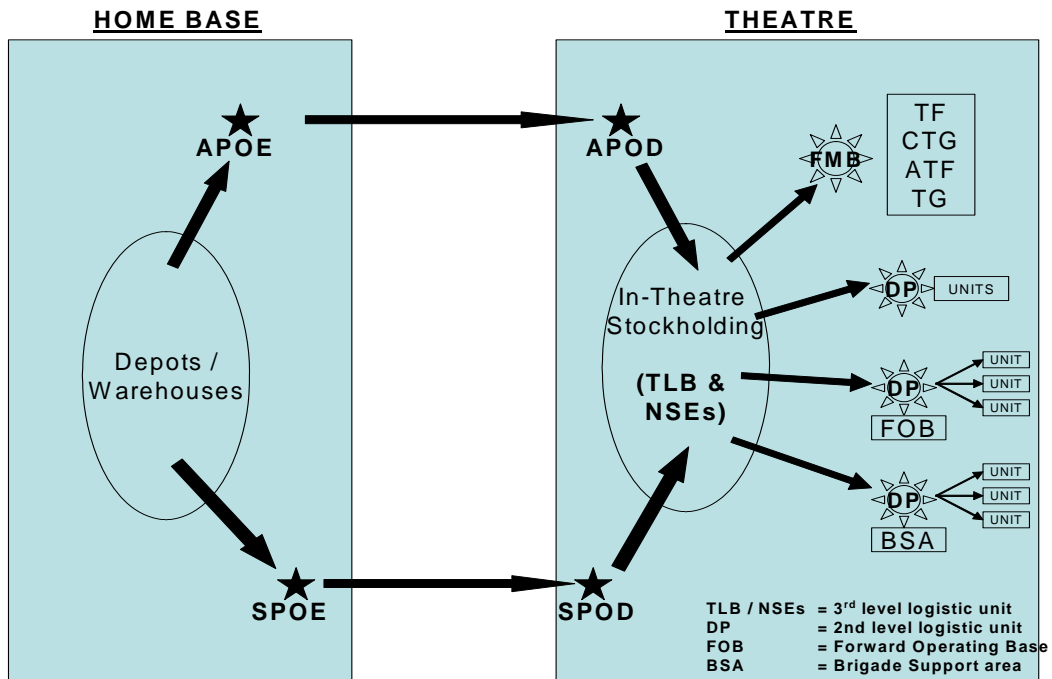 HOME BASE
THEATRE
APOE
APOD
FMB
TF
CTG
ATF
TG
Depots /
Warehouses
In-Theatre
Stockholding
(TLB &
NSEs)
DP
UNITS
DP
UNIT
UNIT
UNIT
FOB
DP
UNIT
UNIT
UNIT
BSA
SPOE
SPOD
TLB / NSEs = 3rd level logistic unit
DP = 2nd level logistic unit
FOB = Forward Operating Base
BSA = Brigade Support area